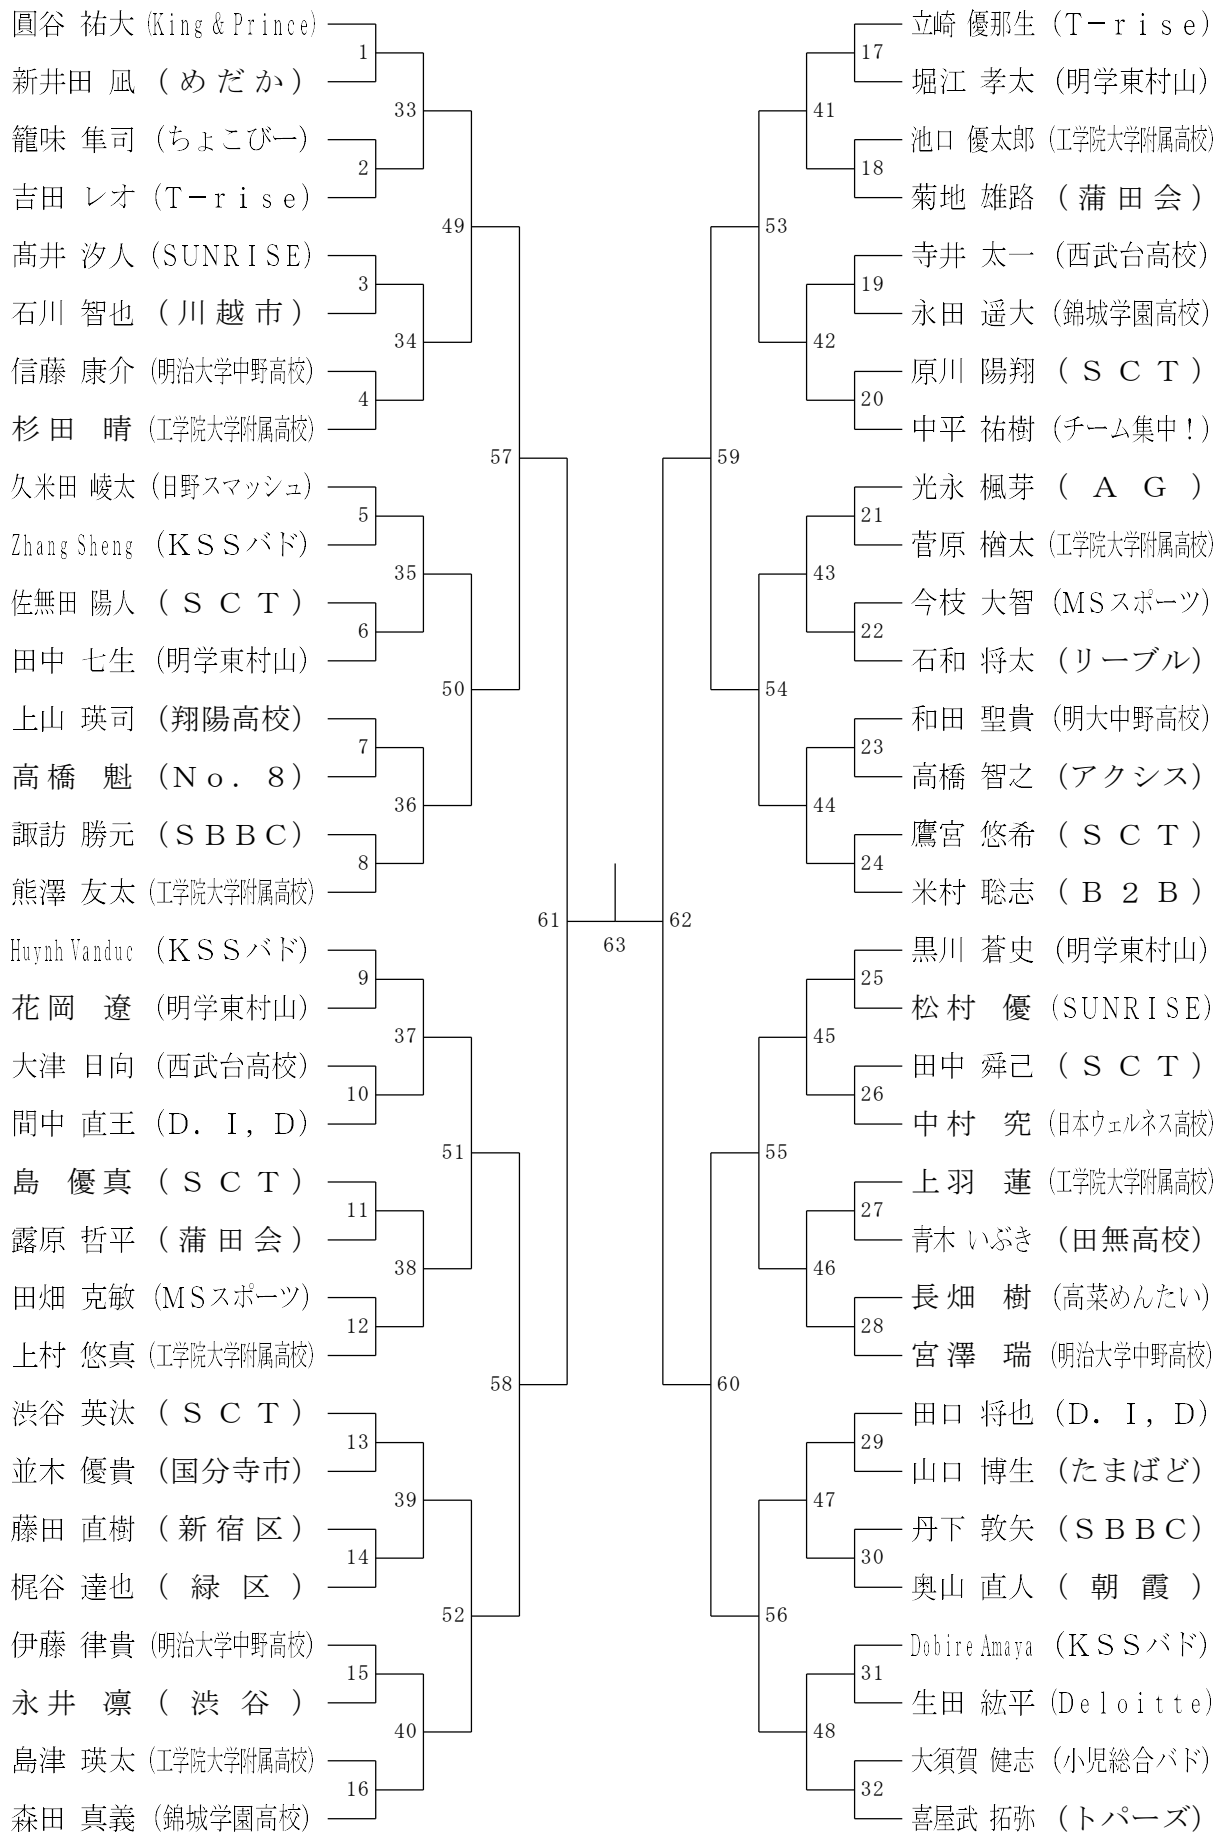 圓谷 祐大 (King & Prince)
1
新井田 凪 (めだか)
33
籠味 隼司 (ちょこびー)
2
吉田 レオ (T－rise)
49
髙井 汐人 (SUNRISE)
3
石川 智也 (川越市)
34
信藤 康介 (明治大学中野高校)
4
杉田 晴 (工学院大学附属高校)
57
久米田 崚太 (日野スマッシュ)
5
Zhang Sheng (KSSバド)
35
佐無田 陽人 (SCT)
6
田中 七生 (明学東村山)
50
上山 瑛司 (翔陽高校)
7
高橋 魁 (No．8)
36
諏訪 勝元 (SBBC)
8
熊澤 友太 (工学院大学附属高校)
61
Huynh Vanduc (KSSバド)
9
花岡 遼 (明学東村山)
37
大津 日向 (西武台高校)
10
間中 直王 (D．I，D)
51
島 優真 (SCT)
11
露原 哲平 (蒲田会)
38
田畑 克敏 (MSスポーツ)
12
上村 悠真 (工学院大学附属高校)
58
渋谷 英汰 (SCT)
13
並木 優貴 (国分寺市)
39
藤田 直樹 (新宿区)
14
梶谷 達也 (緑区)
52
伊藤 律貴 (明治大学中野高校)
15
永井 凛 (渋谷)
40
島津 瑛太 (工学院大学附属高校)
16
森田 真義 (錦城学園高校)
63
立崎 優那生 (T－rise)
17
堀江 孝太 (明学東村山)
41
池口 優太郎 (工学院大学附属高校)
18
菊地 雄路 (蒲田会)
53
寺井 太一 (西武台高校)
19
永田 遥大 (錦城学園高校)
42
原川 陽翔 (SCT)
20
中平 祐樹 (チーム集中！)
59
光永 楓芽 (AG)
21
菅原 楢太 (工学院大学附属高校)
43
今枝 大智 (MSスポーツ)
22
石和 将太 (リーブル)
54
和田 聖貴 (明大中野高校)
23
高橋 智之 (アクシス)
44
鷹宮 悠希 (SCT)
24
米村 聡志 (B2B)
62
黒川 蒼史 (明学東村山)
25
松村 優 (SUNRISE)
45
田中 舜己 (SCT)
26
中村 究 (日本ウェルネス高校)
55
上羽 蓮 (工学院大学附属高校)
27
青木 いぶき (田無高校)
46
長畑 樹 (高菜めんたい)
28
宮澤 瑞 (明治大学中野高校)
60
田口 将也 (D．I，D)
29
山口 博生 (たまばど)
47
丹下 敦矢 (SBBC)
30
奥山 直人 (朝霞)
56
Dobire Amaya (KSSバド)
31
生田 紘平 (Deloitte)
48
大須賀 健志 (小児総合バド)
32
喜屋武 拓弥 (トパーズ)